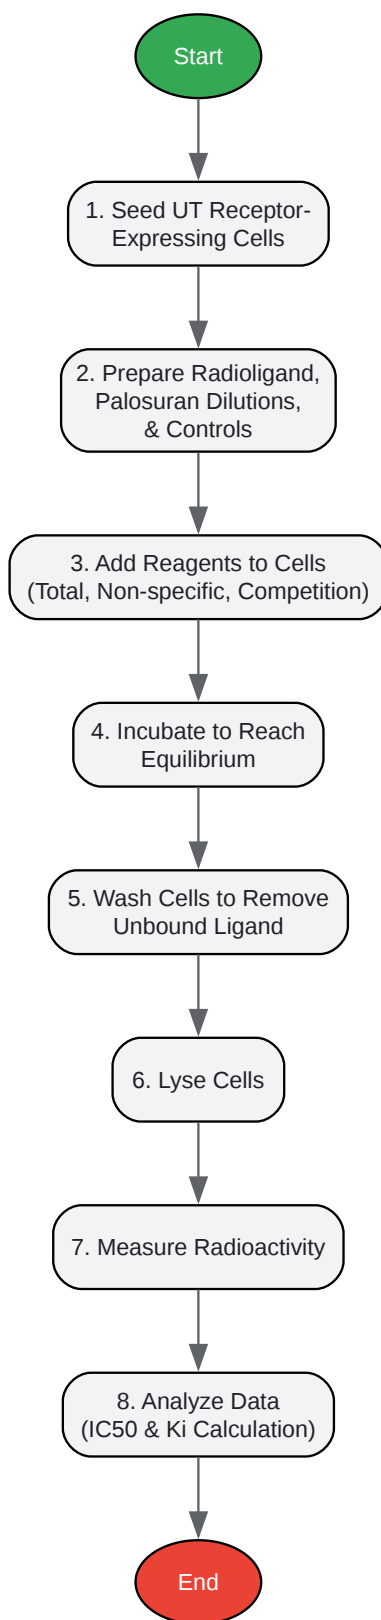 Start
1. Seed UT Receptor-
Expressing Cells
2. Prepare Radioligand,
Palosuran Dilutions,
& Controls
3. Add Reagents to Cells
(Total, Non-specific, Competition)
4. Incubate to Reach
Equilibrium
5. Wash Cells to Remove
Unbound Ligand
6. Lyse Cells
7. Measure Radioactivity
8. Analyze Data
(IC50 & Ki Calculation)
End